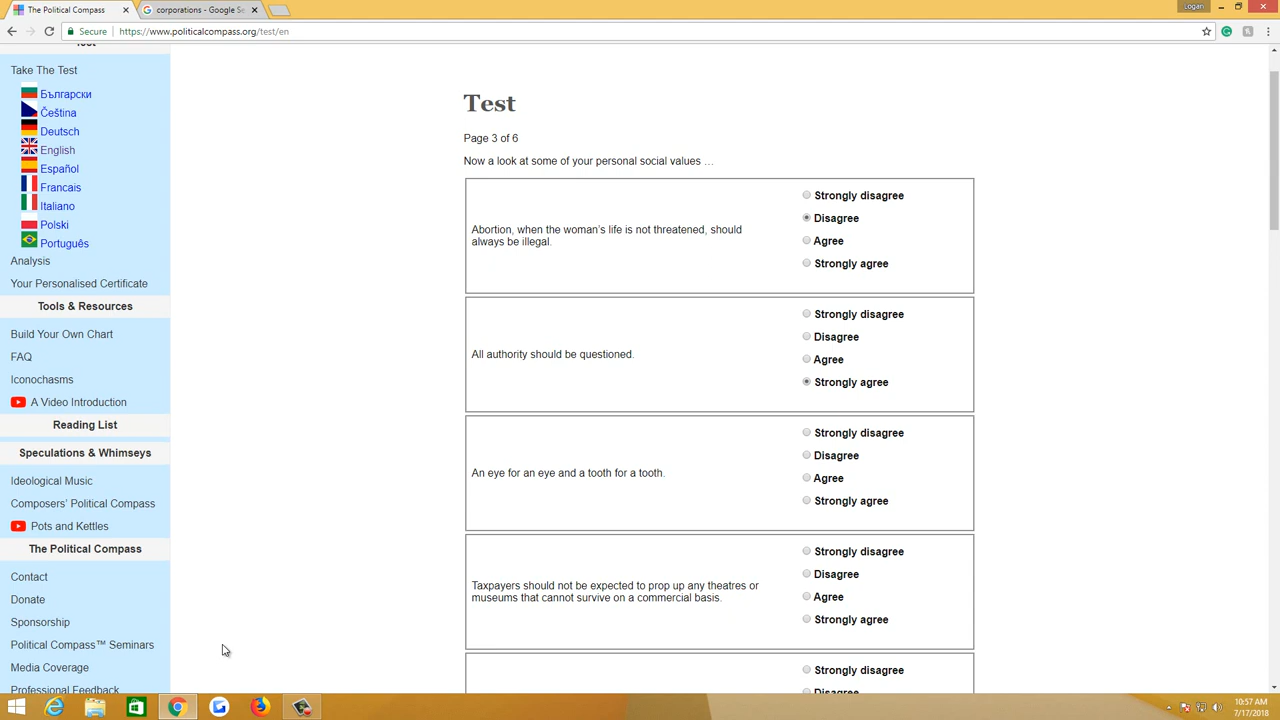 The Political Compass
corporations - Google Se
Logan
Secure
https://www.politicalcompass.org/test/en
Take The Test
Български
Čeština
Deutsch
English
Español
Francais
Italiano
Polski
Português
Analysis
Your Personalised Certificate
Tools & Resources
Build Your Own Chart
FAQ
Iconochasms
A Video Introduction
Reading List
Speculations & Whimseys
Ideological Music
Composers' Political Compass
Pots and Kettles
The Political Compass
Contact
Donate
Sponsorship
Political Compass™ Seminars
Media Coverage
Professional Feedback
Test
Page 3 of 6
Now a look at some of your personal social values …
Abortion, when the woman's life is not threatened, should
always be illegal.
Strongly disagree
Disagree
Agree
Strongly agree
All authority should be questioned.
Strongly disagree
Disagree
Agree
Strongly agree
An eye for an eye and a tooth for a tooth.
Strongly disagree
Disagree
Agree
Strongly agree
Taxpayers should not be expected to prop up any theatres or
museums that cannot survive on a commercial basis.
Strongly disagree
Disagree
Agree
Strongly agree
Strongly disagree
Disagree
10:57 AM
7/17/2018